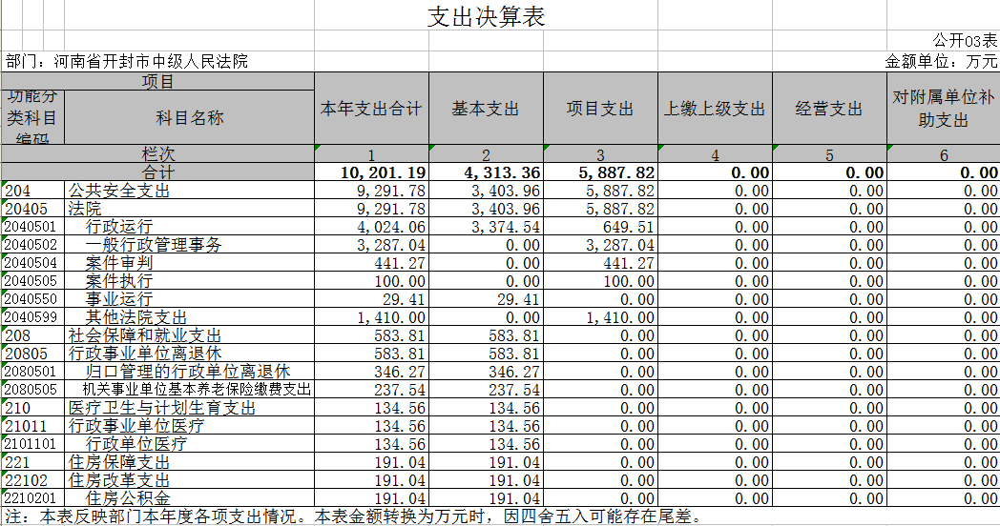 支出决算表
公开03表
部门：河南省开封市中级人民法院 金额单位：万元
项目 本年支出合计 基本支出 项目支出 上缴上级支出 经营支出 对附属单位补助支出
功能分类科目编码 科目名称
栏次 1 2 3 4 5 6
合计 10,201.19 4,313.36 5,887.82 0.00 0.00 0.00
204 公共安全支出 9,291.78 3,403.96 5,887.82 0.00 0.00 0.00
20405 法院 9,291.78 3,403.96 5,887.82 0.00 0.00 0.00
2040501 行政运行 4,024.06 3,374.54 649.51 0.00 0.00 0.00
2040502 一般行政管理事务 3,287.04 0.00 3,287.04 0.00 0.00 0.00
2040504 案件审判 441.27 0.00 441.27 0.00 0.00 0.00
2040505 案件执行 100.00 0.00 100.00 0.00 0.00 0.00
2040550 事业运行 29.41 29.41 0.00 0.00 0.00 0.00
2040599 其他法院支出 1,410.00 0.00 1,410.00 0.00 0.00 0.00
208 社会保障和就业支出 583.81 583.81 0.00 0.00 0.00 0.00
20805 行政事业单位离退休 583.81 583.81 0.00 0.00 0.00 0.00
2080501 归口管理的行政单位离退休 346.27 346.27 0.00 0.00 0.00 0.00
2080505 机关事业单位基本养老保险缴费支出 237.54 237.54 0.00 0.00 0.00 0.00
210 医疗卫生与计划生育支出 134.56 134.56 0.00 0.00 0.00 0.00
21011 行政事业单位医疗 134.56 134.56 0.00 0.00 0.00 0.00
2101101 行政单位医疗 134.56 134.56 0.00 0.00 0.00 0.00
221 住房保障支出 191.04 191.04 0.00 0.00 0.00 0.00
22102 住房改革支出 191.04 191.04 0.00 0.00 0.00 0.00
2210201 住房公积金 191.04 191.04 0.00 0.00 0.00 0.00
注：本表反映部门本年度各项支出情况。本表金额转换为万元时，因四舍五入可能存在尾差。